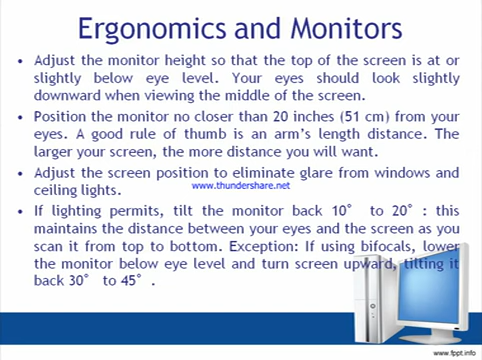 Ergonomics and Monitors
• Adjust the monitor height so that the top of the screen is at or
slightly below eye level. Your eyes should look slightly
downward when viewing the middle of the screen.
• Position the monitor no closer than 20 inches (51 cm) from your
eyes. A good rule of thumb is an arm's length distance. The
larger your screen, the more distance you will want.
• Adjust the screen position to eliminate glare from windows and
ceiling lights.
www.thundershare.net
• If lighting permits, tilt the monitor back 10° to 20°: this
maintains the distance between your eyes and the screen as you
scan it from top to bottom. Exception: If using bifocals, lower
the monitor below eye level and turn screen upward, tilting it
back 30° to 45°.
www.fppt.info